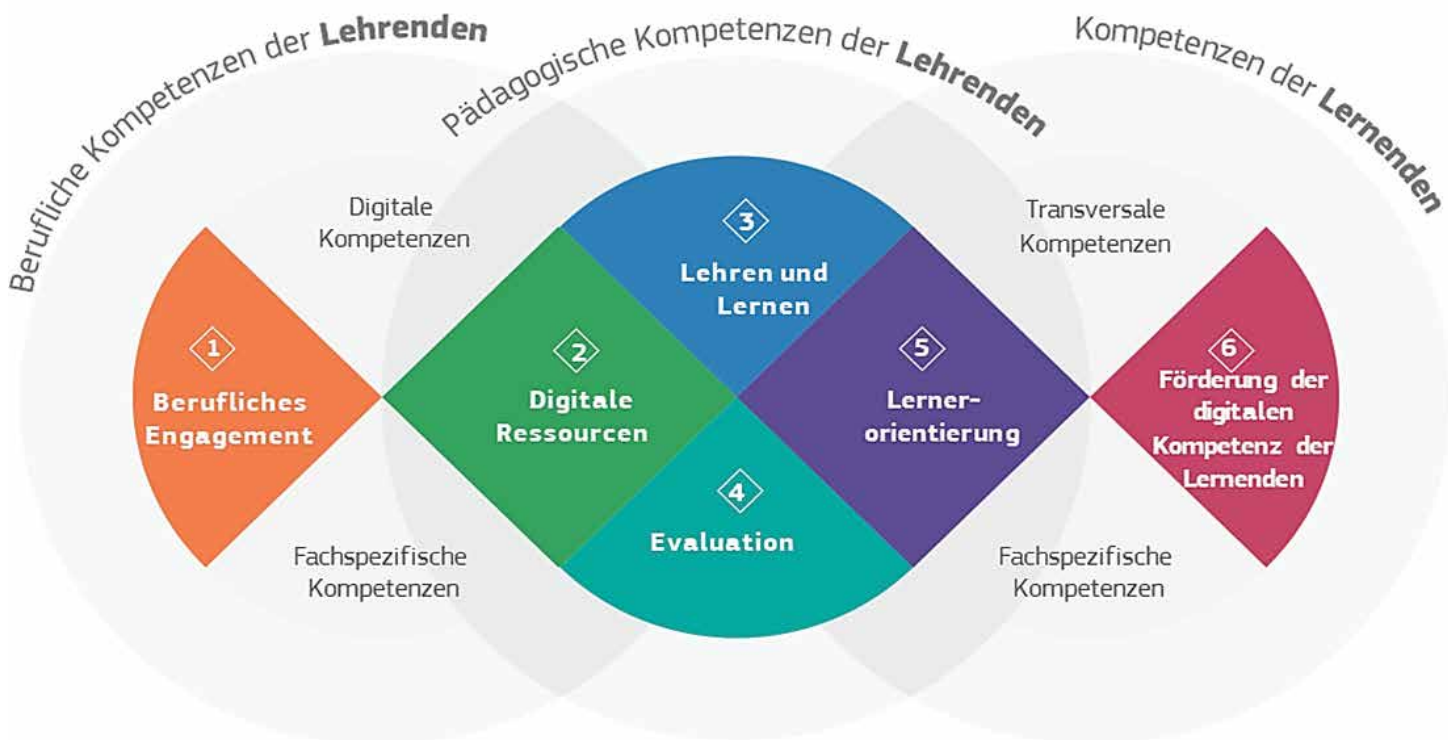 Berufliche Kompetenzen der Lehrenden
Pädagogische Kompetenzen der Lehrenden
Kompetenzen der Lernenden
Digitale
Kompetenzen
Fachspezifische
Kompetenzen
1
Berufliches
Engagement
2
Digitale
Ressourcen
3
Lehren und
Lernen
4
Evaluation
5
Lerner-
orientierung
Transversale
Kompetenzen
Fachspezifische
Kompetenzen
6
Förderung der
digitalen
Kompetenz der
Lernenden